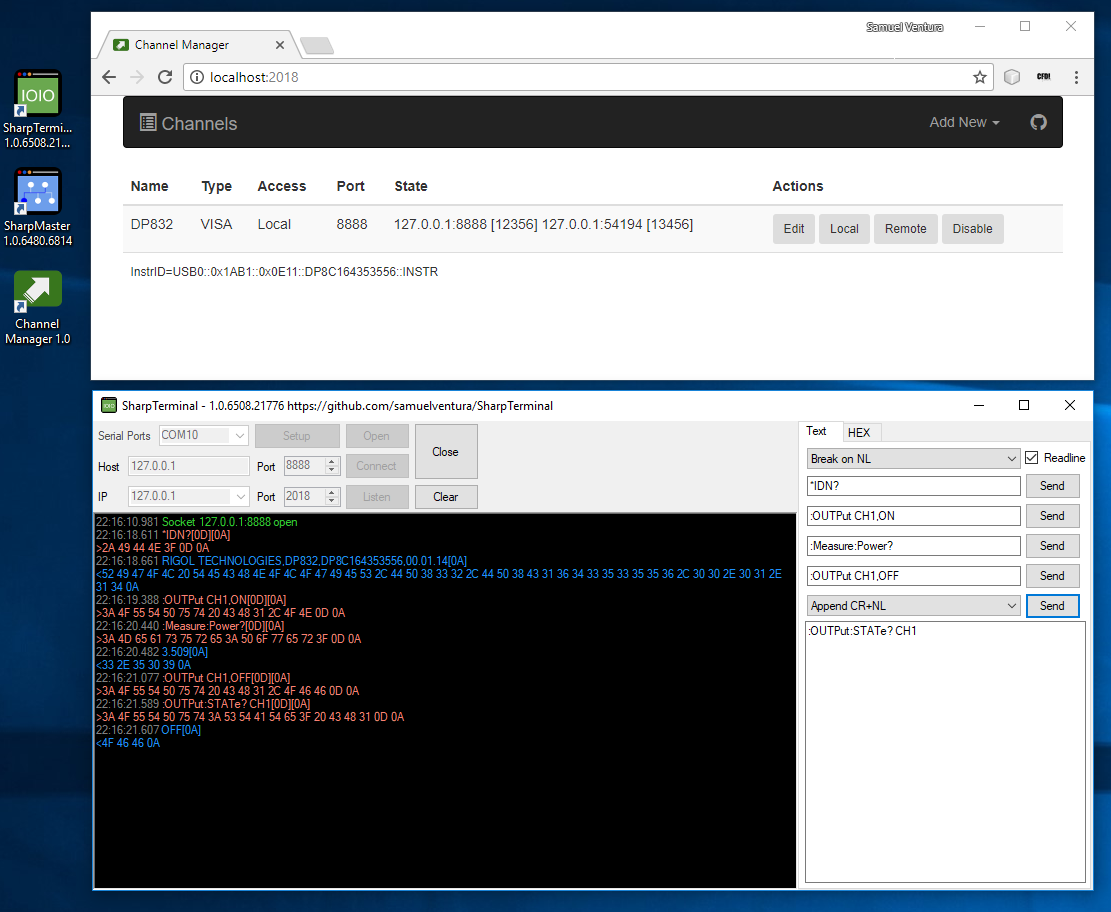 SharpTermi...
1.0.6508.21...
SharpMaster
1.0.6480.6814
Channel
Manager 1.0
Samuel Ventura
Channel Manager
localhost:2018
CFDI
Channels
Add New
Name Type Access Port State Actions
DP832 VISA Local 8888 127.0.0.1:8888 [12356] 127.0.0.1:54194 [13456] Edit Local Remote Disable
InstrID=USB0::0x1AB1::0x0E11::DP8C164353556::INSTR
SharpTerminal - 1.0.6508.21776 https://github.com/samuelventura/SharpTerminal
Serial Ports COM10 Setup Open
Close
Host 127.0.0.1 Port 8888 Connect
IP 127.0.0.1 Port 2018 Listen Clear
22:16:10.981 Socket 127.0.0.1:8888 open
22:16:18.611 *IDN?[0D][0A]
>2A 49 44 4E 3F 0D 0A
22:16:18.661 RIGOL TECHNOLOGIES,DP832,DP8C164353556,00.01.14[0A]
<52 49 47 4F 4C 20 54 45 43 48 4E 4F 4C 4F 47 49 45 53 2C 44 50 38 33 32 2C 44 50 38 43 31 36 34 33 35 33 35 35 36 2C 30 30 2E 30 31 2E
31 34 0A
22:16:19.388 :OUTPut CH1,ON[0D][0A]
>3A 4F 55 54 50 75 74 20 43 48 31 2C 4F 4E 0D 0A
22:16:20.440 :Measure:Power?[0D][0A]
>3A 4D 65 61 73 75 72 65 3A 50 6F 77 65 72 3F 0D 0A
22:16:20.482 3.509[0A]
<33 2E 35 30 39 0A
22:16:21.077 :OUTPut CH1,OFF[0D][0A]
>3A 4F 55 54 50 75 74 20 43 48 31 2C 4F 46 46 0D 0A
22:16:21.589 :OUTPut:STATe? CH1[0D][0A]
>3A 4F 55 54 50 75 74 3A 53 54 41 54 65 3F 20 43 48 31 0D 0A
22:16:21.607 OFF[0A]
<4F 46 46 0A
Text HEX
Break on NL Readline
*IDN? Send
:OUTPut CH1,ON Send
:Measure:Power? Send
:OUTPut CH1,OFF Send
Append CR+NL Send
:OUTPut:STATe? CH1